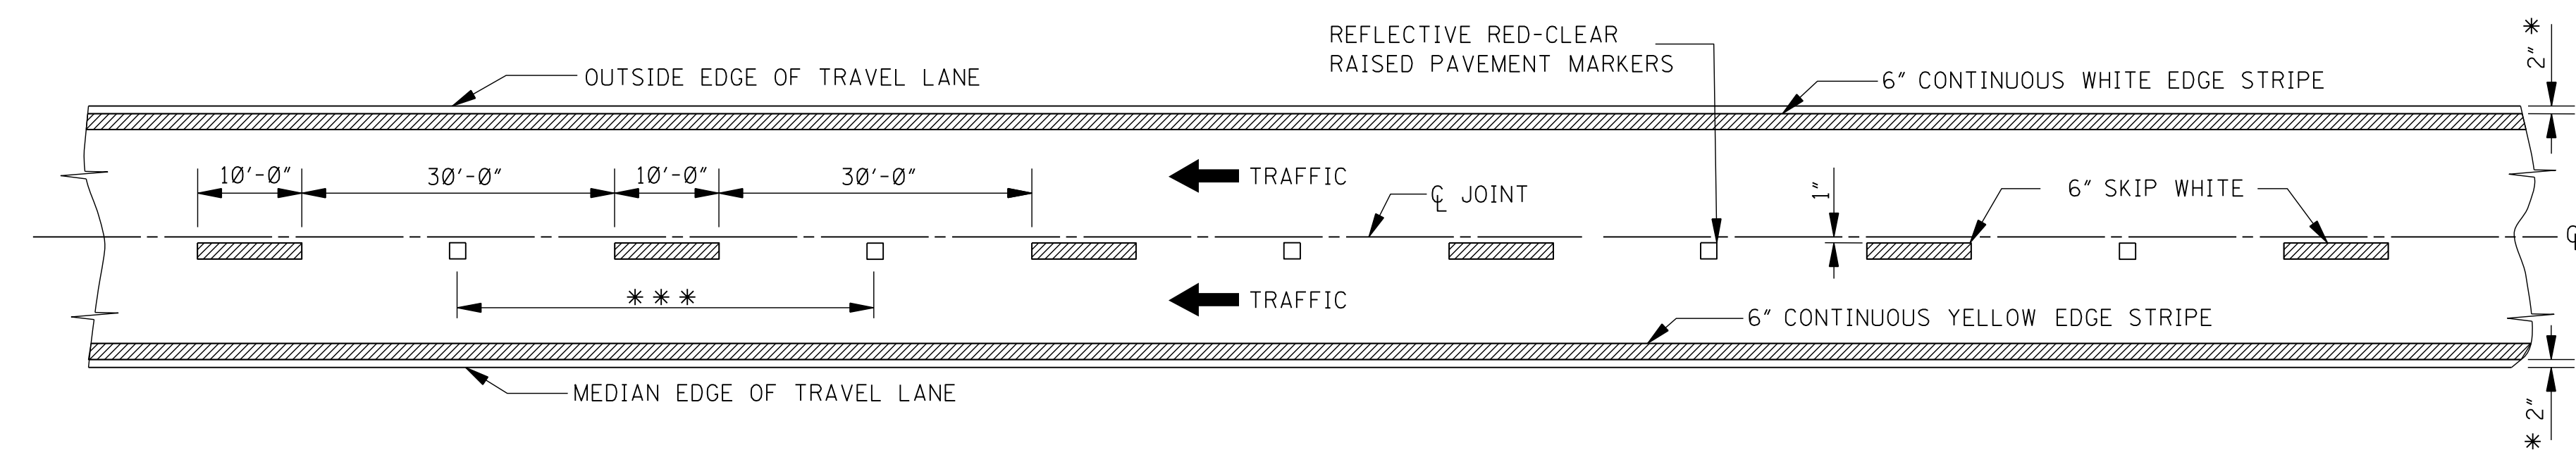 REFLECTIVE RED-CLEAR
RAISED PAVEMENT MARKERS
2" *
OUTSIDE EDGE OF TRAVEL LANE
6" CONTINUOUS WHITE EDGE STRIPE
10'-0"
30'-0"
10'-0"
30'-0"
TRAFFIC
℄ JOINT
1"
6" SKIP WHITE
℄
* * *
TRAFFIC
6" CONTINUOUS YELLOW EDGE STRIPE
MEDIAN EDGE OF TRAVEL LANE
* 2"